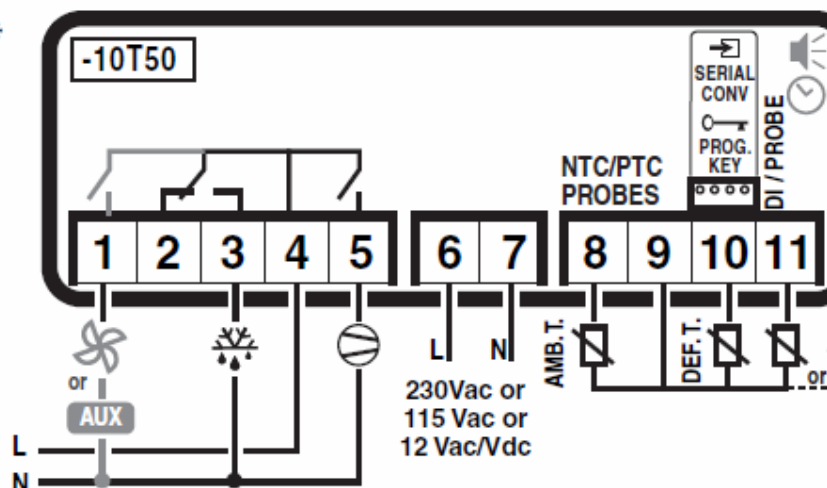 -10T50
SERIAL
CONV
PROG.
KEY
DI / PROBE
NTC/PTC
PROBES
1 2 3 4 5 6 7 8 9 10 11
or
AUX
L N
230Vac or
115 Vac or
12 Vac/Vdc
AMB. T.
DEF. T.
or
L
N